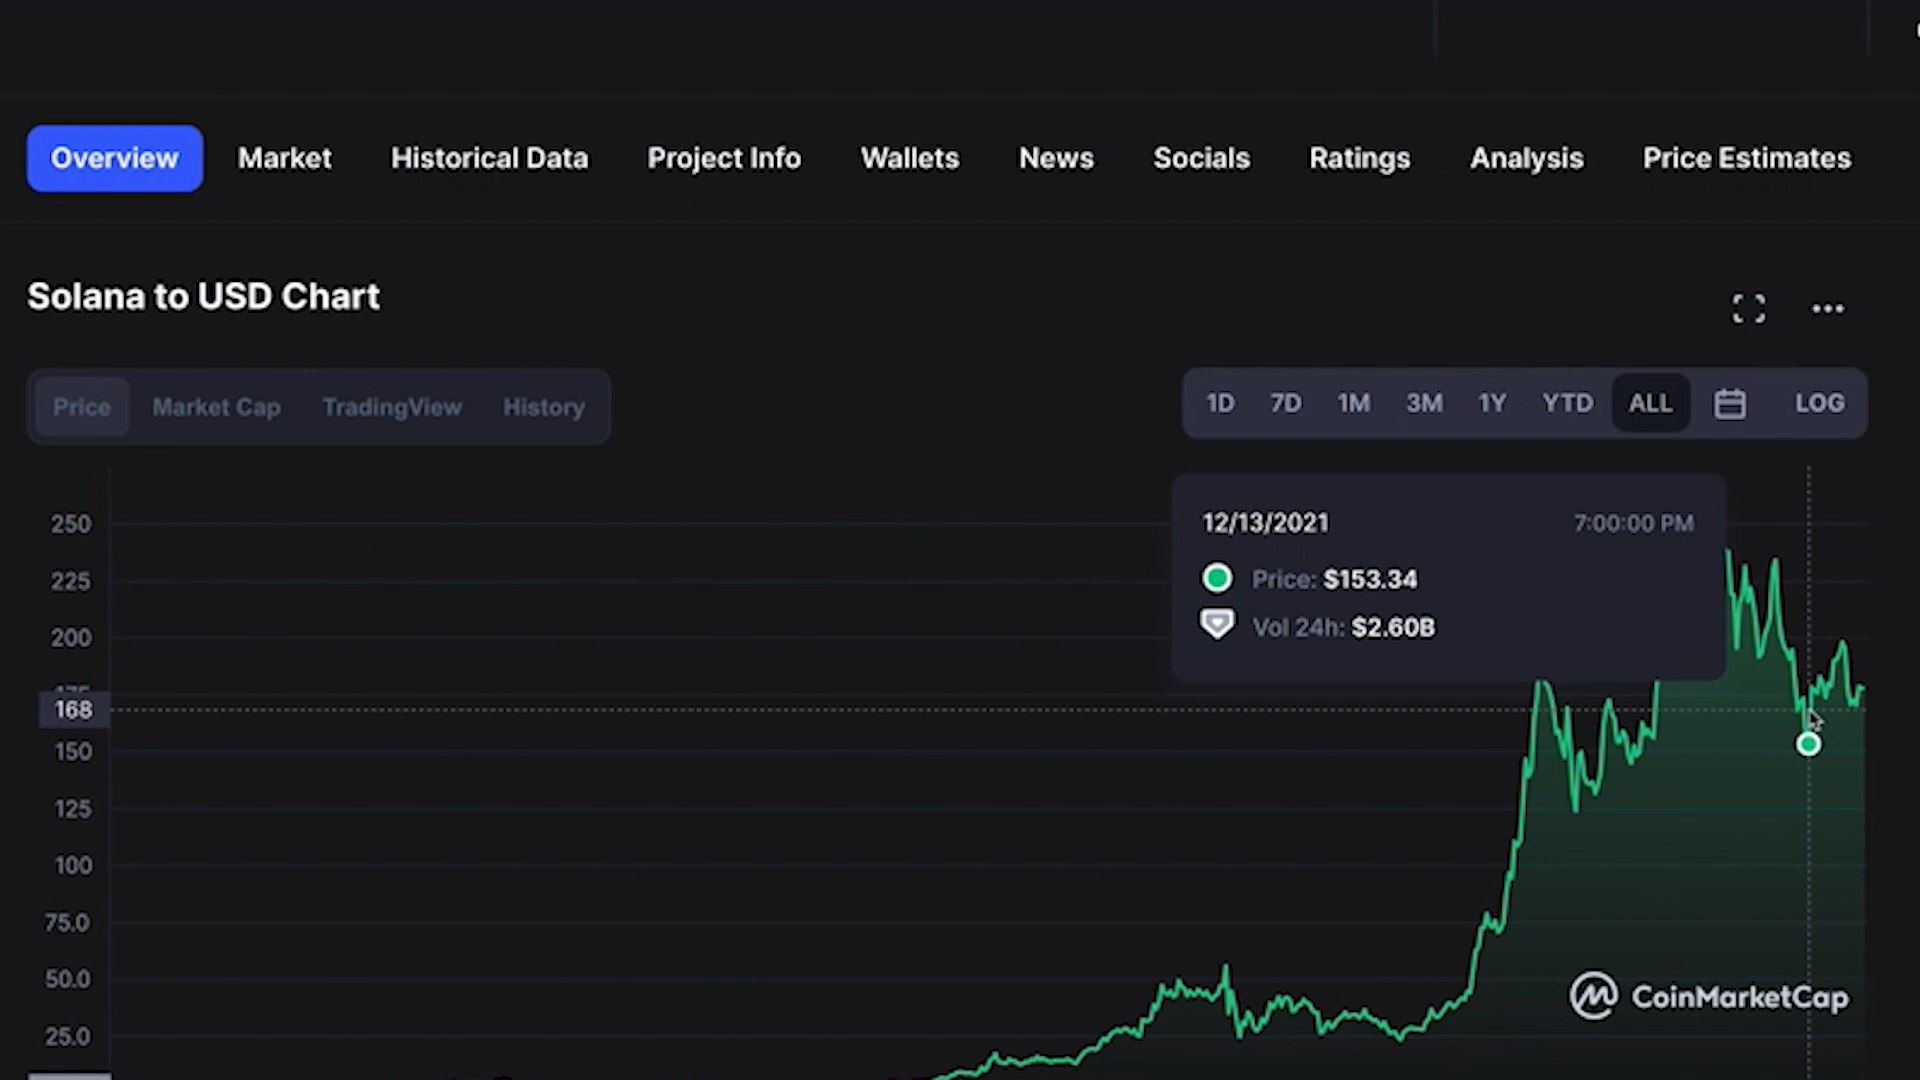 Overview Market Historical Data Project Info Wallets News Socials Ratings Analysis Price Estimates
Solana to USD Chart
Price Market Cap TradingView History
1D 7D 1M 3M 1Y YTD ALL LOG
12/13/2021 7:00:00 PM
Price: $153.34
Vol 24h: $2.60B
250
225
200
168
150
125
100
75.0
50.0
25.0
CoinMarketCap